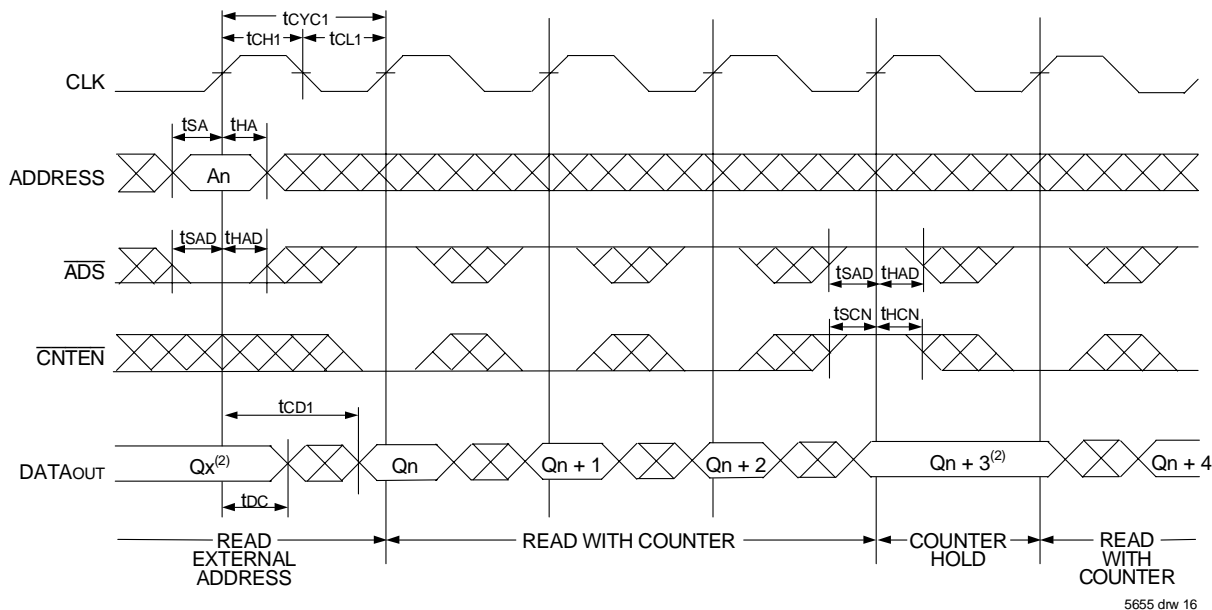 tCYC1
tCH1 tCL1
CLK
tSA tHA
ADDRESS An
tSAD tHAD
ADS
tSAD tHAD
tSCN tHCN
CNTEN
tCD1
DATAOUT Qx(2) Qn Qn + 1 Qn + 2 Qn + 3(2) Qn + 4
tDC
READ EXTERNAL ADDRESS
READ WITH COUNTER
COUNTER HOLD
READ WITH COUNTER
5655 drw 16